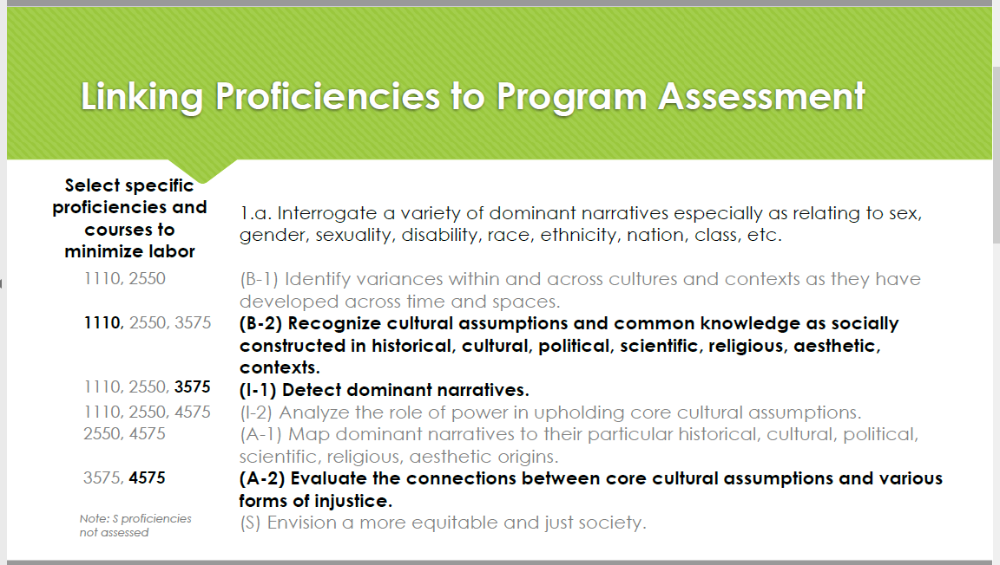 Linking Proficiencies to Program Assessment
Select specific
proficiencies and
courses to
minimize labor
1.a. Interrogate a variety of dominant narratives especially as relating to sex,
gender, sexuality, disability, race, ethnicity, nation, class, etc.
1110, 2550
(B-1) Identify variances within and across cultures and contexts as they have
developed across time and spaces.
1110, 2550, 3575
(B-2) Recognize cultural assumptions and common knowledge as socially
constructed in historical, cultural, political, scientific, religious, aesthetic,
contexts.
1110, 2550, 3575
(I-1) Detect dominant narratives.
1110, 2550, 4575
(I-2) Analyze the role of power in upholding core cultural assumptions.
2550, 4575
(A-1) Map dominant narratives to their particular historical, cultural, political,
scientific, religious, aesthetic origins.
3575, 4575
(A-2) Evaluate the connections between core cultural assumptions and various
forms of injustice.
Note: S proficiencies
not assessed
(S) Envision a more equitable and just society.